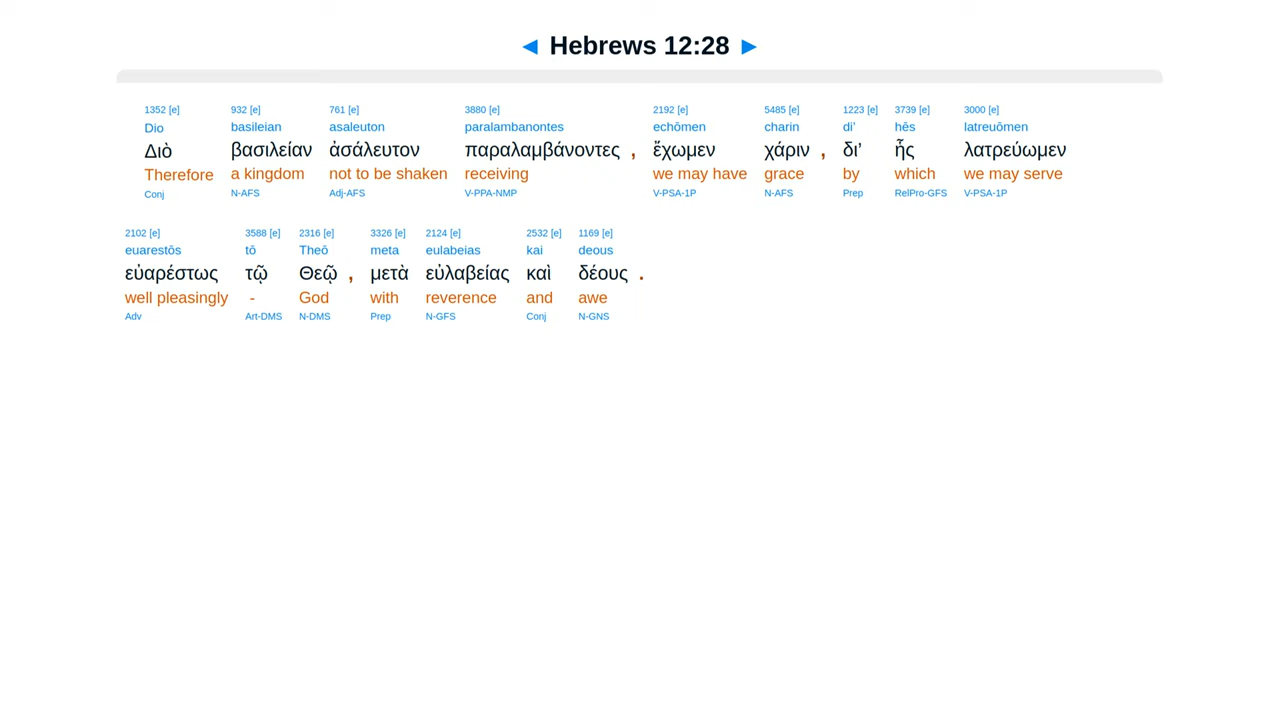 ◄ Hebrews 12:28 ►
1352 [e] 932 [e] 761 [e] 3880 [e] 2192 [e] 5485 [e] 1223 [e] 3739 [e] 3000 [e]
Dio basileian asaleuton paralambanontes echōmen charin di’ hēs latreuōmen
Διὸ βασιλείαν ἀσάλευτον παραλαμβάνοντες , ἔχωμεν χάριν , δι’ ἧς λατρεύωμεν
Therefore a kingdom not to be shaken receiving we may have grace by which we may serve
Conj N-AFS Adj-AFS V-PPA-NMP V-PSA-1P N-AFS Prep RelPro-GFS V-PSA-1P
2102 [e] 3588 [e] 2316 [e] 3326 [e] 2124 [e] 2532 [e] 1169 [e]
euarestōs tō Theō meta eulabeias kai deous
εὐαρέστως τῷ Θεῷ , μετὰ εὐλαβείας καὶ δέους .
well pleasingly - God with reverence and awe
Adv Art-DMS N-DMS Prep N-GFS Conj N-GNS